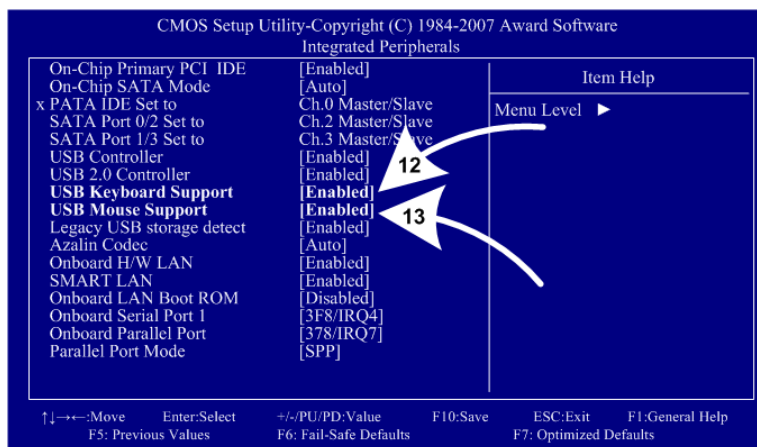 CMOS Setup Utility-Copyright (C) 1984-2007 Award Software
Integrated Peripherals
On-Chip Primary PCI IDE [Enabled]
On-Chip SATA Mode [Auto]
x PATA IDE Set to Ch.0 Master/Slave
SATA Port 0/2 Set to Ch.2 Master/Slave
SATA Port 1/3 Set to Ch.3 Master/Slave
USB Controller [Enabled]
USB 2.0 Controller [Enabled]
USB Keyboard Support [Enabled]
USB Mouse Support [Enabled]
Legacy USB storage detect [Enabled]
Azalin Codec [Auto]
Onboard H/W LAN [Enabled]
SMART LAN [Enabled]
Onboard LAN Boot ROM [Disabled]
Onboard Serial Port 1 [3F8/IRQ4]
Onboard Parallel Port [378/IRQ7]
Parallel Port Mode [SPP]
Item Help
Menu Level ►
12
13
↑↓→←:Move Enter:Select +/-/PU/PD:Value F10:Save ESC:Exit F1:General Help
F5: Previous Values F6: Fail-Safe Defaults F7: Optimized Defaults